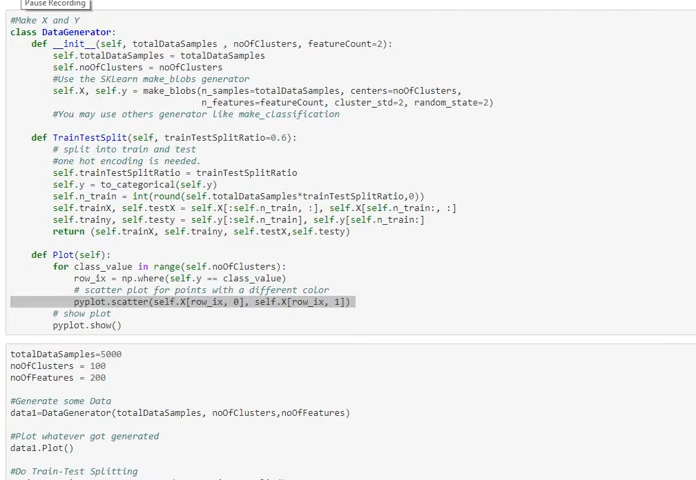 Pause Recording
#Make X and Y
class DataGenerator:
def __init__(self, totalDataSamples , noOfClusters, featureCount=2):
self.totalDataSamples = totalDataSamples
self.noOfClusters = noOfClusters
#Use the SKLearn make_blobs generator
self.X, self.y = make_blobs(n_samples=totalDataSamples, centers=noOfClusters,
n_features=featureCount, cluster_std=2, random_state=2)
#You may use others generator like make_classification
def TrainTestSplit(self, trainTestSplitRatio=0.6):
# split into train and test
#one hot encoding is needed.
self.trainTestSplitRatio = trainTestSplitRatio
self.y = to_categorical(self.y)
self.n_train = int(round(self.totalDataSamples*trainTestSplitRatio,0))
self.trainX, self.testX = self.X[:self.n_train, :], self.X[self.n_train:, :]
self.trainy, self.testy = self.y[:self.n_train], self.y[self.n_train:]
return (self.trainX, self.trainy, self.testX,self.testy)
def Plot(self):
for class_value in range(self.noOfClusters):
row_ix = np.where(self.y == class_value)
# scatter plot for points with a different color
pyplot.scatter(self.X[row_ix, 0], self.X[row_ix, 1])
# show plot
pyplot.show()
totalDataSamples=5000
noOfClusters = 100
noOfFeatures = 200
#Generate some Data
data1=DataGenerator(totalDataSamples, noOfClusters,noOfFeatures)
#Plot whatever got generated
data1.Plot()
#Do Train-Test Splitting